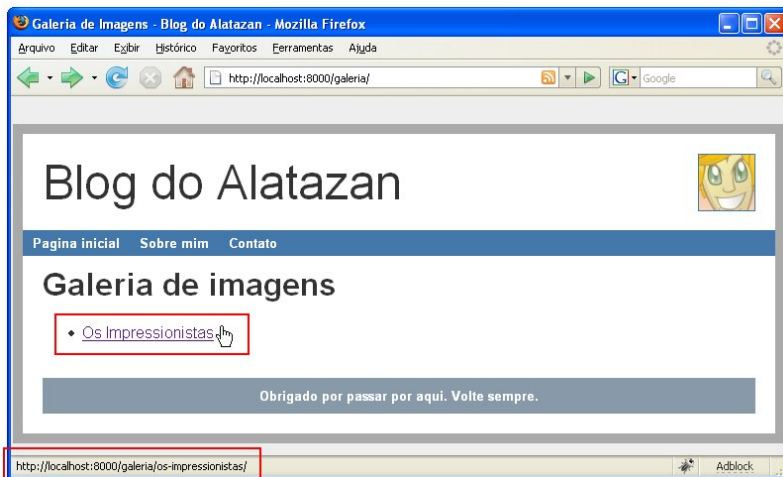 Galeria de Imagens - Blog do Alatazan - Mozilla Firefox
Arquivo Editar Exibir Histórico Favoritos Ferramentas Ajuda
http://localhost:8000/galeria/ G Google
Blog do Alatazan
Pagina inicial Sobre mim Contato
Galeria de imagens
• Os Impressionistas
Obrigado por passar por aqui. Volte sempre.
http://localhost:8000/galeria/os-impressionistas/ Adblock